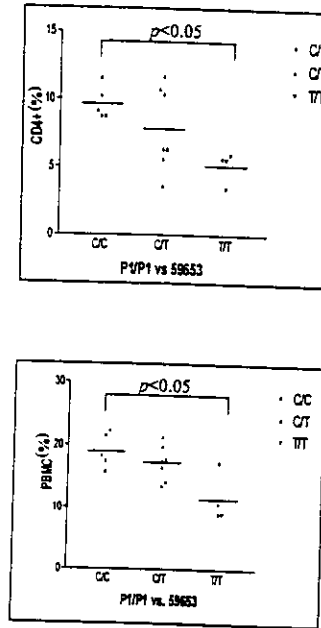 p<0.05
15
10
5
0
CD4+(%)
C/C
C/T
T/T
P1/P1 vs 59653
C/
C/
T/
p<0.05
30
20
10
0
PBMC(%)
C/C
C/T
T/T
P1/P1 vs. 59653
C/C
C/T
T/T